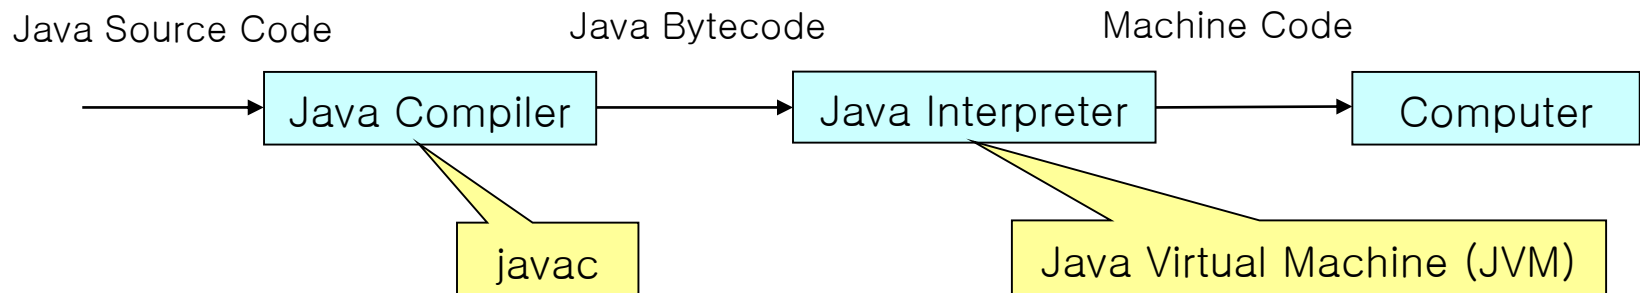 Java Source Code
Java Bytecode
Machine Code
Java Compiler
Java Interpreter
Computer
javac
Java Virtual Machine (JVM)